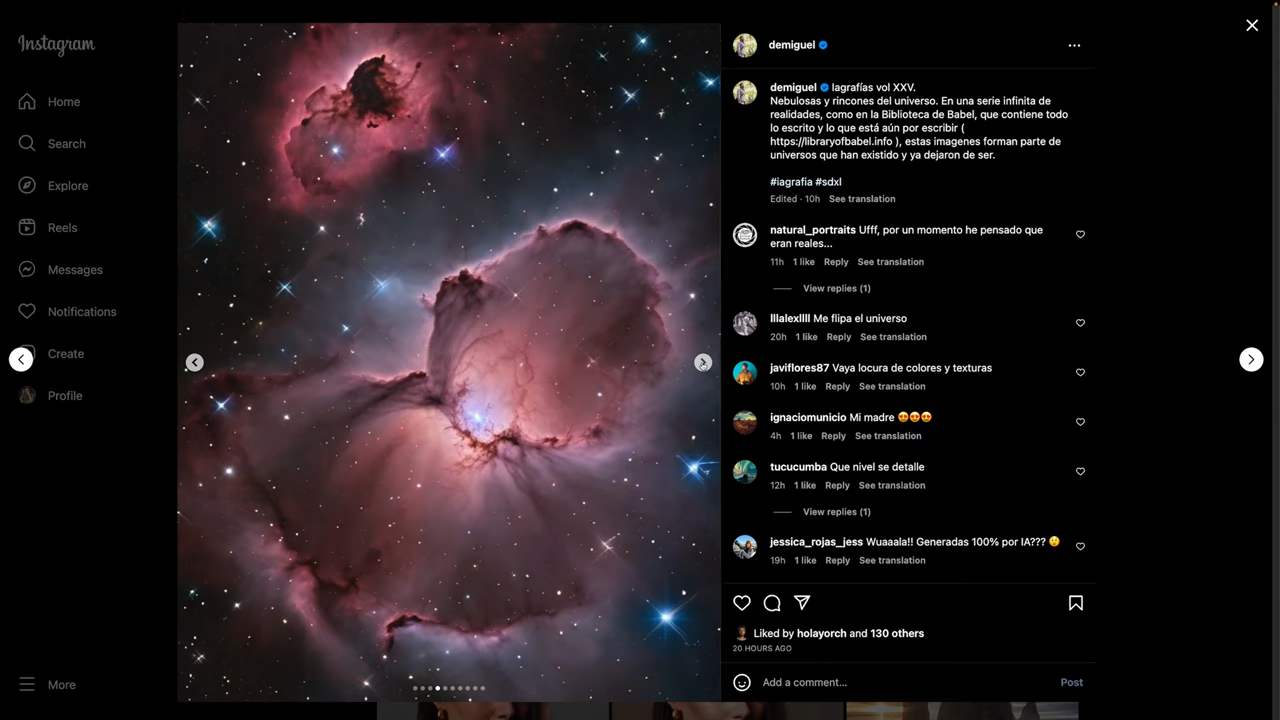 Instagram
Home
Search
Explore
Reels
Messages
Notifications
Create
Profile
More
demiguel
demiguel Iagrafías vol XXV.
Nebulosas y rincones del universo. En una serie infinita de
realidades, como en la Biblioteca de Babel, que contiene todo
lo escrito y lo que está aún por escribir (
https://libraryofbabel.info ), estas imagenes forman parte de
universos que han existido y ya dejaron de ser.
#iagrafia #sdxl
Edited · 10h See translation
natural_portraits Ufff, por un momento he pensado que
eran reales...
11h 1 like Reply See translation
View replies (1)
lllalexllll Me flipa el universo
20h 1 like Reply See translation
javiflores87 Vaya locura de colores y texturas
10h 1 like Reply See translation
ignaciomunicio Mi madre 😍😍😍
4h 1 like Reply See translation
tucucumba Que nivel se detalle
12h 1 like Reply See translation
View replies (1)
jessica_rojas_jess Wuaaala!! Generadas 100% por IA??? 😲
19h 1 like Reply See translation
Liked by holayorch and 130 others
20 HOURS AGO
Add a comment...
Post